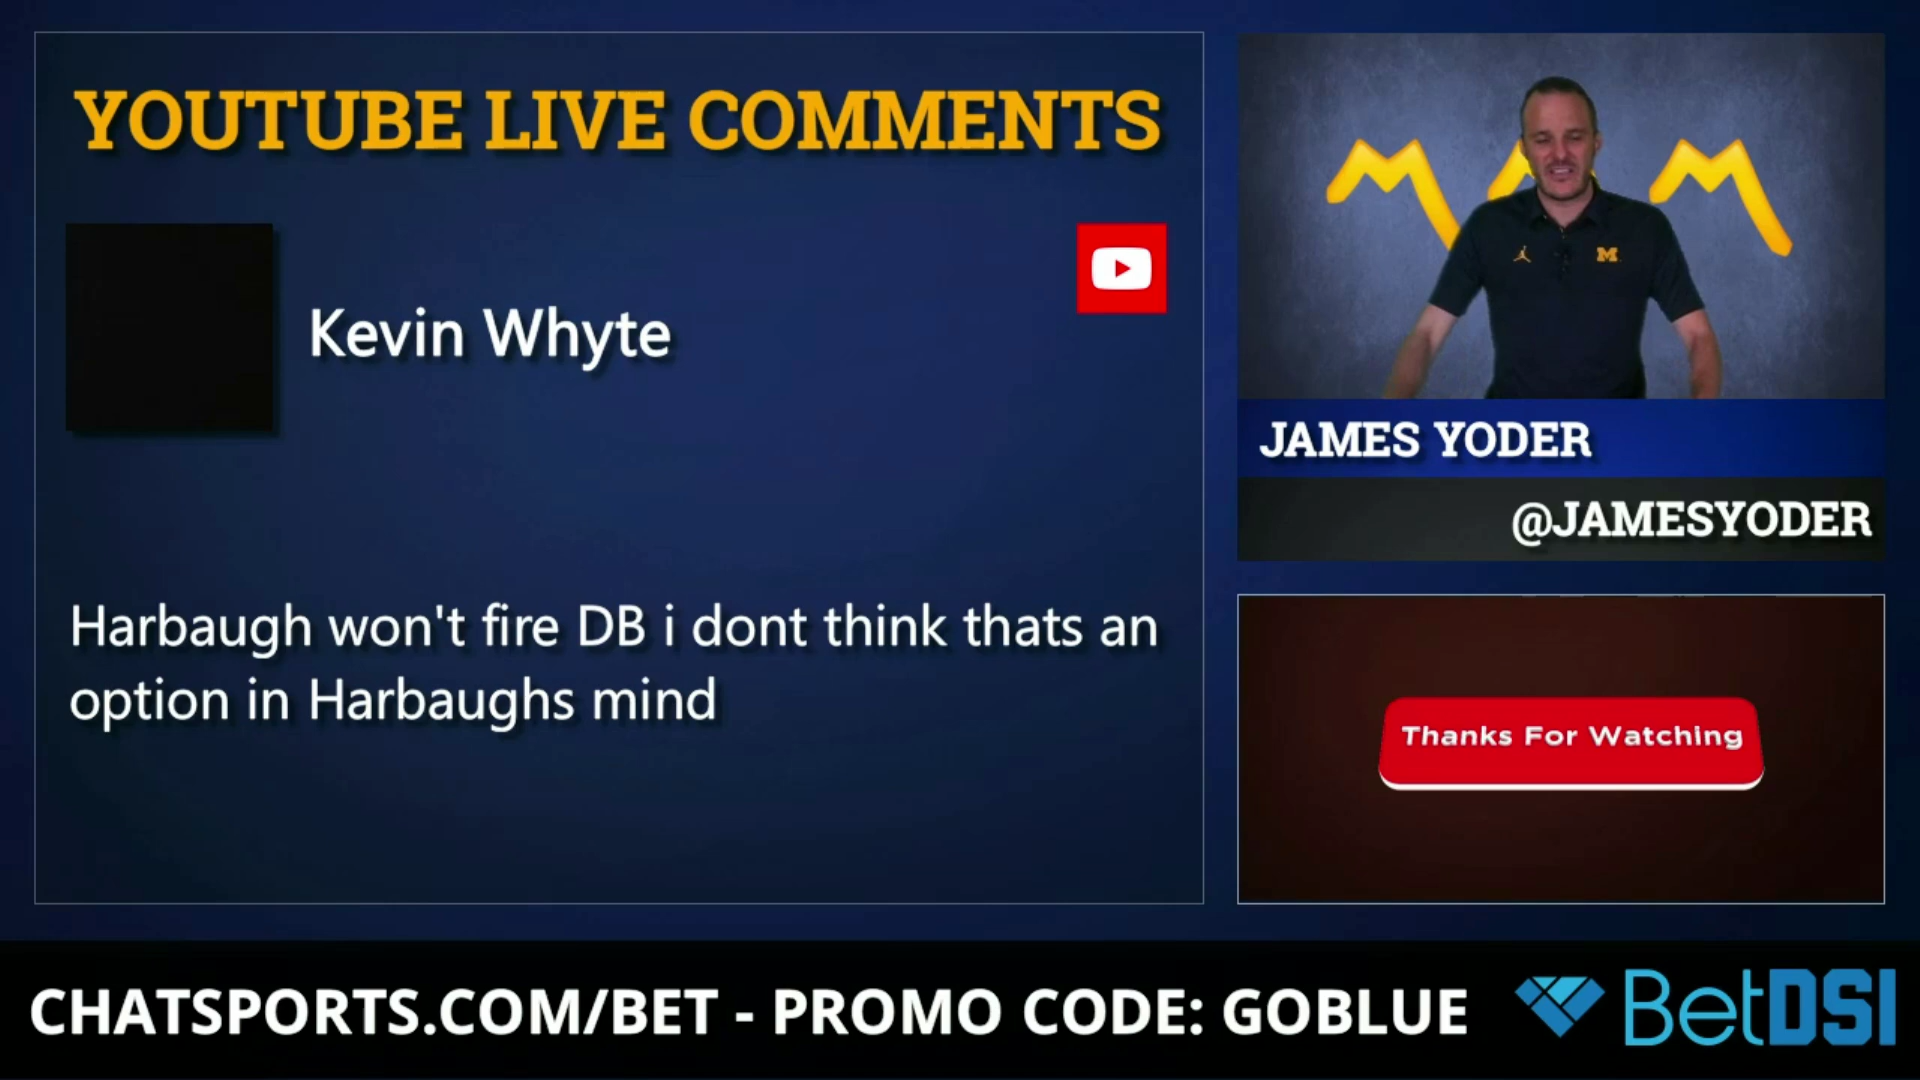 YOUTUBE LIVE COMMENTS
Kevin Whyte
Harbaugh won't fire DB i dont think thats an
option in Harbaughs mind
M
JAMES YODER
@JAMESYODER
Thanks For Watching
CHATSPORTS.COM/BET - PROMO CODE: GOBLUE
BetDSI